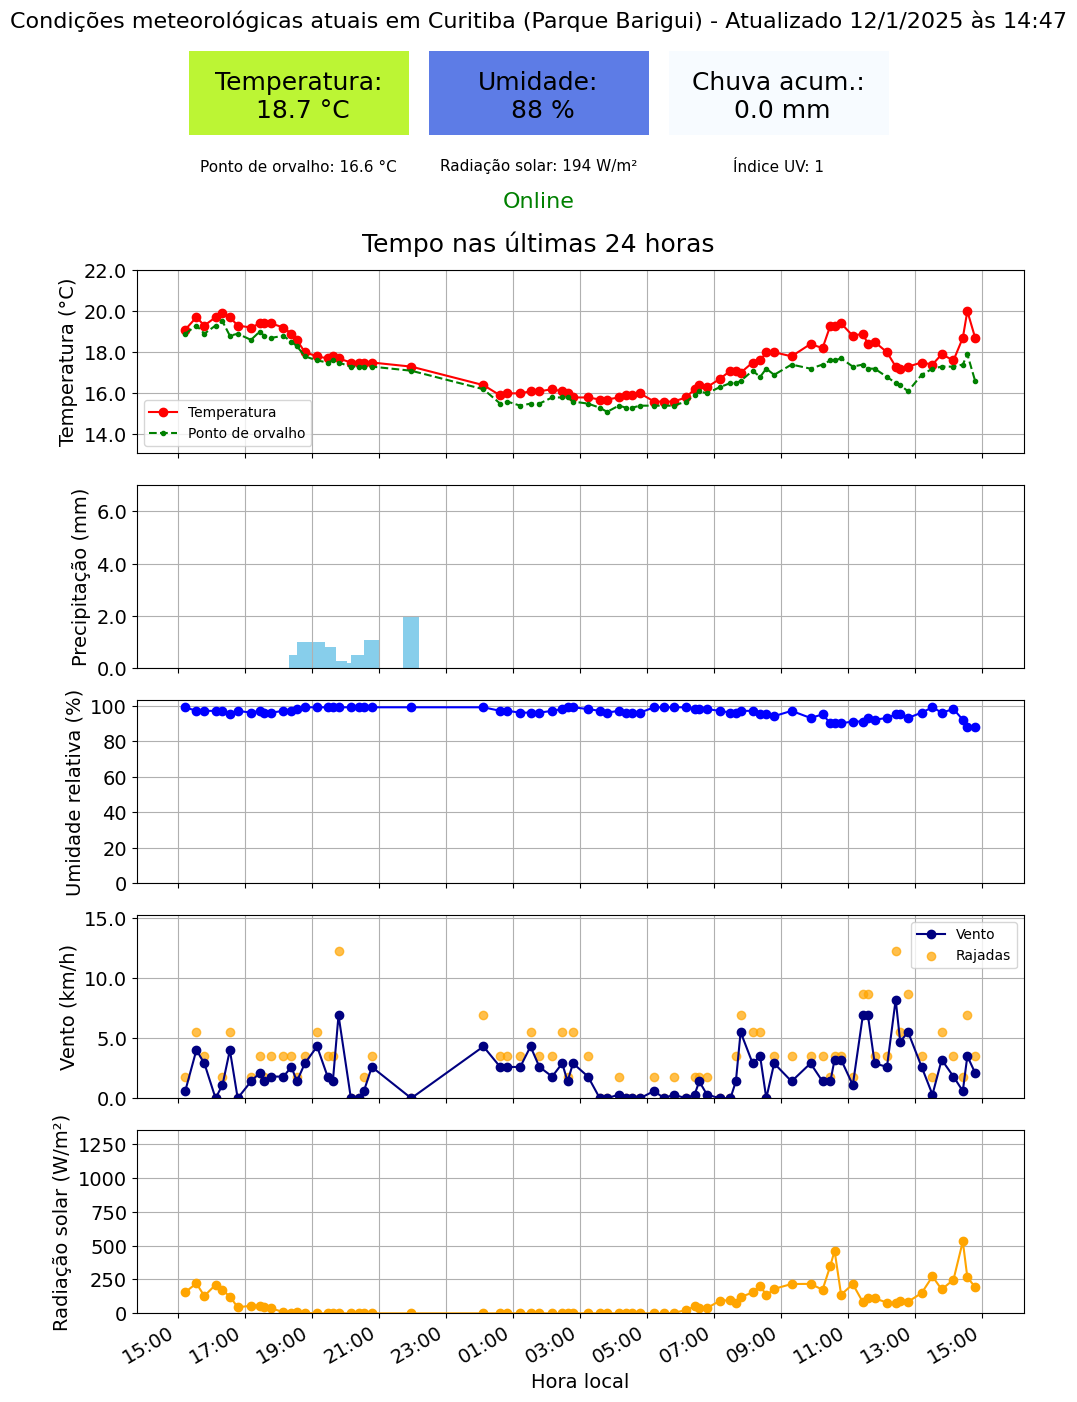 Condições meteorológicas atuais em Curitiba (Parque Barigui) - Atualizado 12/1/2025 às 14:47
Temperatura:
18.7 °C
Umidade:
88 %
Chuva acum.:
0.0 mm
Ponto de orvalho: 16.6 °C
Radiação solar: 194 W/m²
Índice UV: 1
Online
Tempo nas últimas 24 horas
Temperatura (°C)
22.0
20.0
18.0
16.0
14.0
Temperatura
Ponto de orvalho
Precipitação (mm)
6.0
4.0
2.0
0.0
Umidade relativa (%)
100
80
60
40
20
0
Vento (km/h)
15.0
10.0
5.0
0.0
Vento
Rajadas
Radiação solar (W/m²)
1250
1000
750
500
250
0
15:00
17:00
19:00
21:00
23:00
01:00
03:00
05:00
07:00
09:00
11:00
13:00
15:00
Hora local